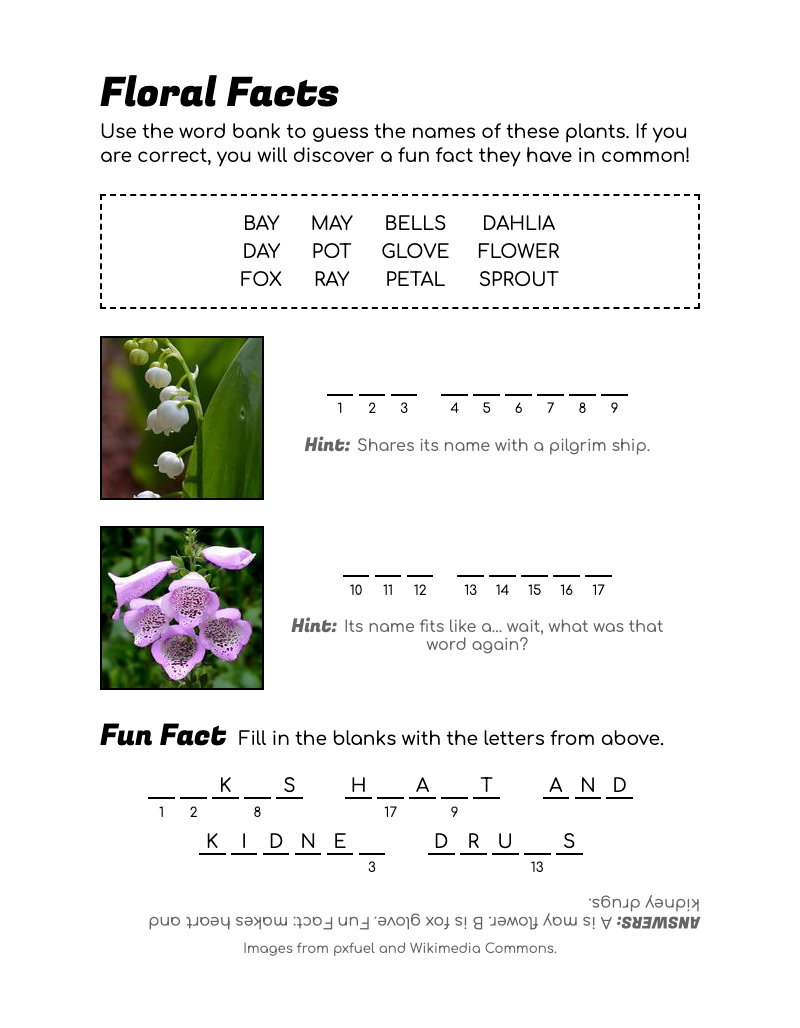 Floral Facts
Use the word bank to guess the names of these plants. If you
are correct, you will discover a fun fact they have in common!
BAY MAY BELLS DAHLIA
DAY POT GLOVE FLOWER
FOX RAY PETAL SPROUT
1 2 3 4 5 6 7 8 9
Hint: Shares its name with a pilgrim ship.
10 11 12 13 14 15 16 17
Hint: Its name fits like a... wait, what was that
word again?
Fun Fact Fill in the blanks with the letters from above.
K S H A T A N D
1 2 8 17 9
K I D N E D R U S
3 13
ANSWERS: A is may flower. B is fox glove. Fun Fact: makes heart and
kidney drugs.
Images from pxfuel and Wikimedia Commons.